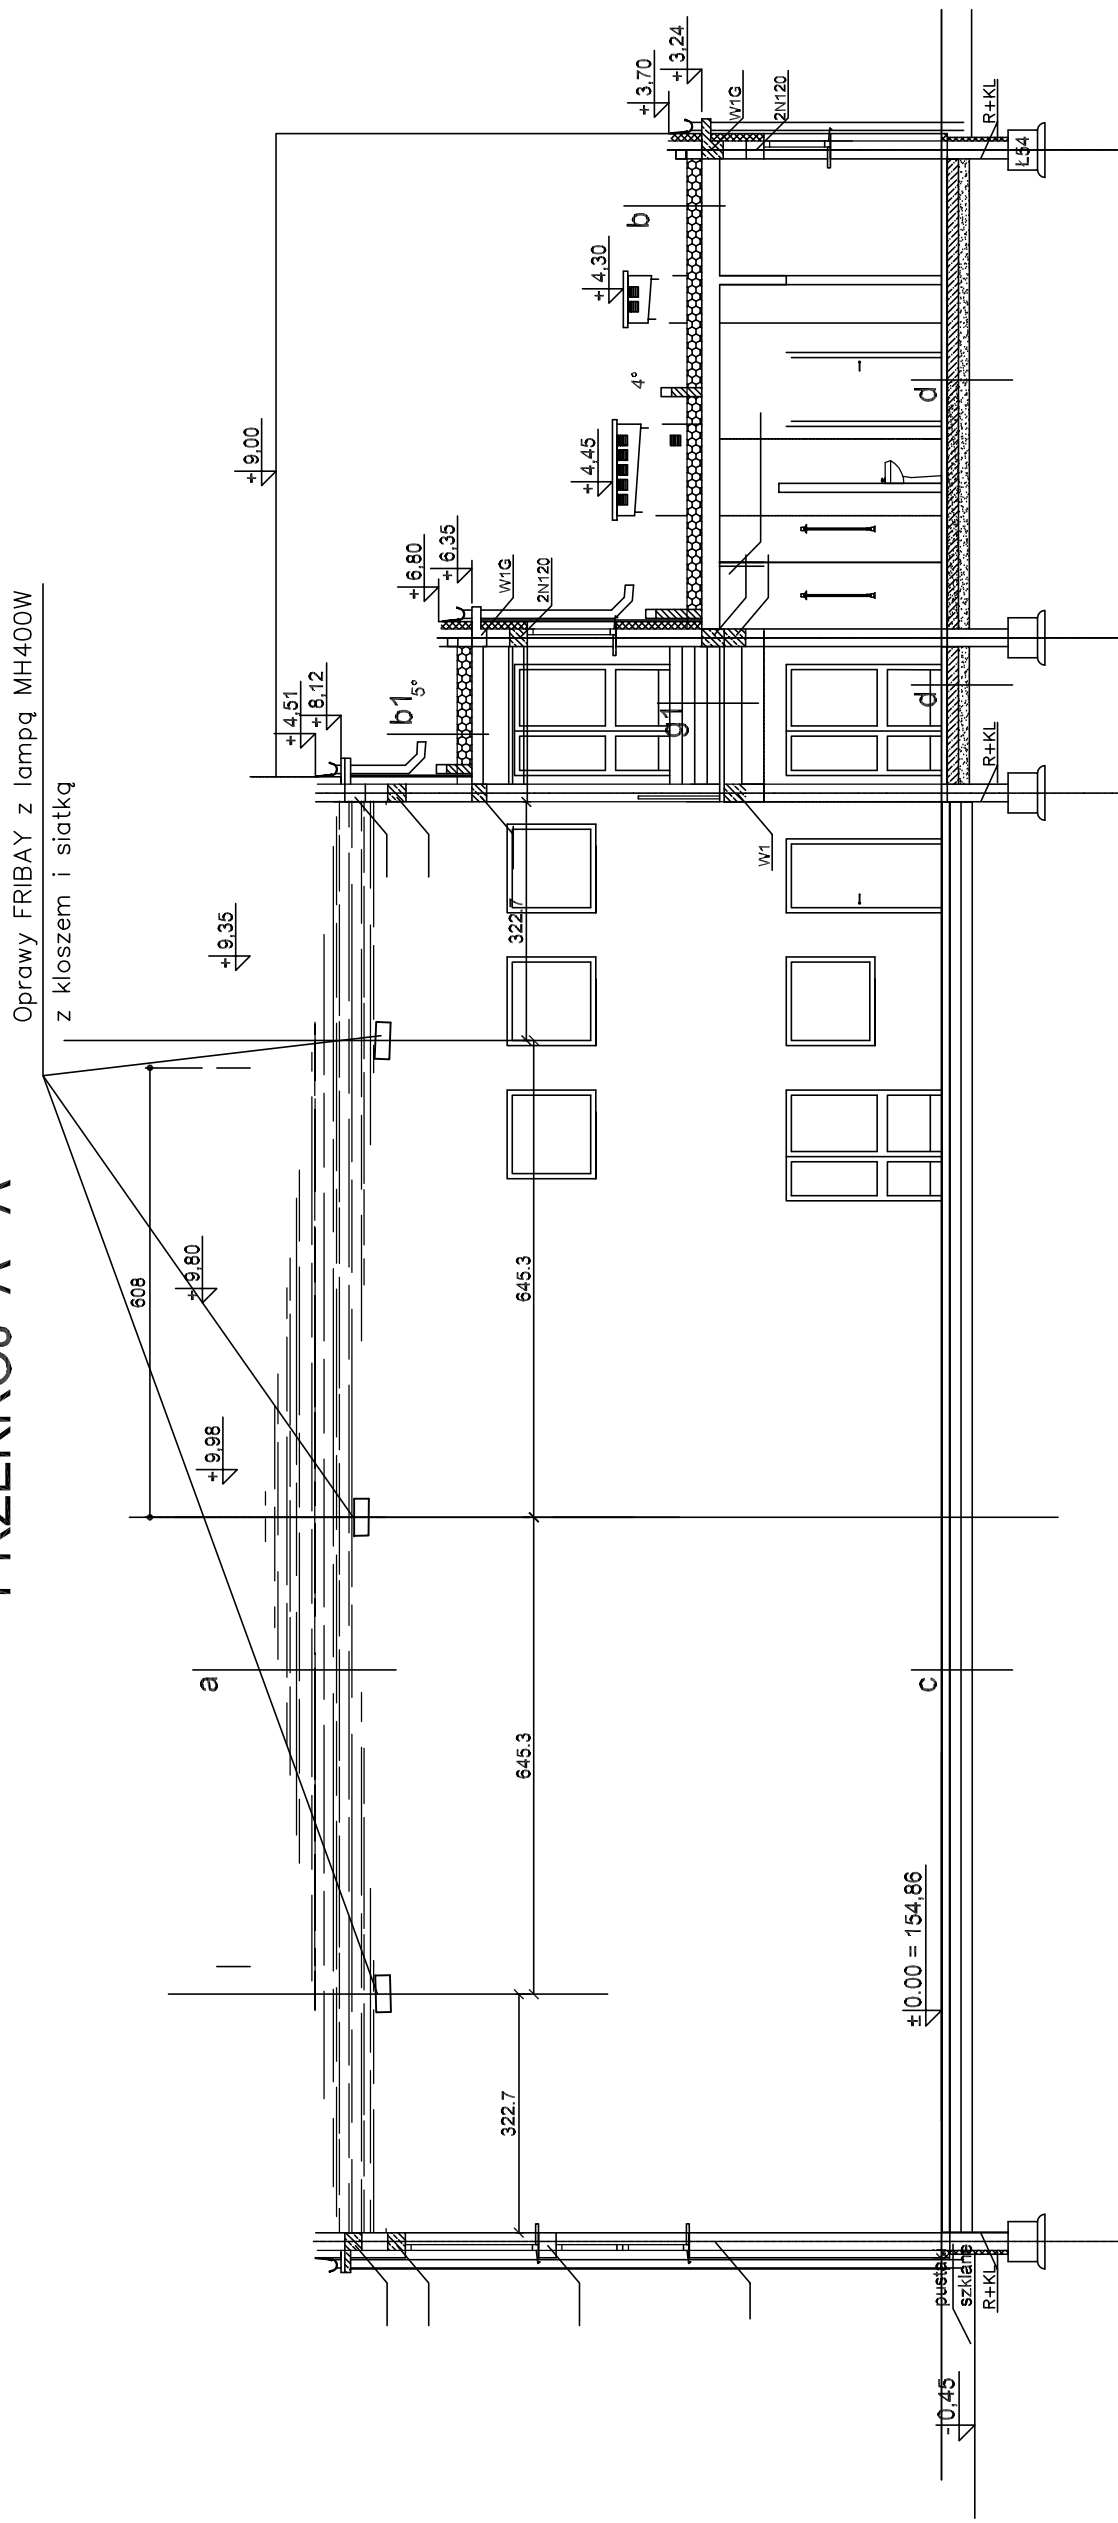 PRZEKRÓJ A - A
Oprawy FRIBAY z lampą MH400W
z kloszem i siatką
608
+9,98
+9,80
+9,35
+9,00
a
+4,51
+8,12
b1
5°
+6,80
+6,35
W1G
2N120
+4,45
4°
+4,30
b
+3,70
+3,24
W1G
2N120
322.7
645.3
645.3
322.7
g1
W1
±0.00 = 154,86
c
d
d
pustaki
szklane
R+KL
R+KL
R+KL
Ł54
-0,45